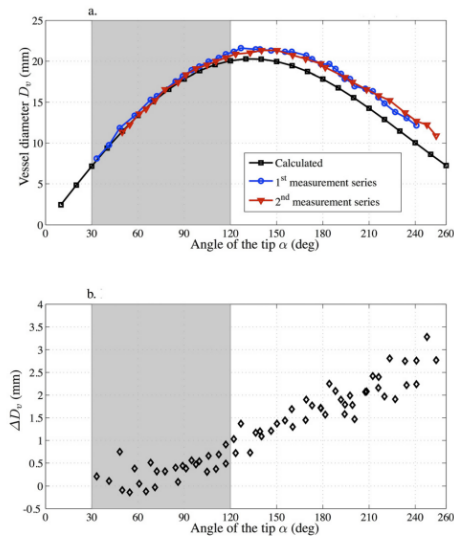 a.
25
20
15
10
5
0
Vessel diameter Dv (mm)
Calculated
1st measurement series
2nd measurement series
0 30 60 90 120 150 180 210 240 260
Angle of the tip α (deg)
b.
4
3.5
3
2.5
2
1.5
1
0.5
0
-0.5
ΔDv (mm)
0 30 60 90 120 150 180 210 240 260
Angle of the tip α (deg)